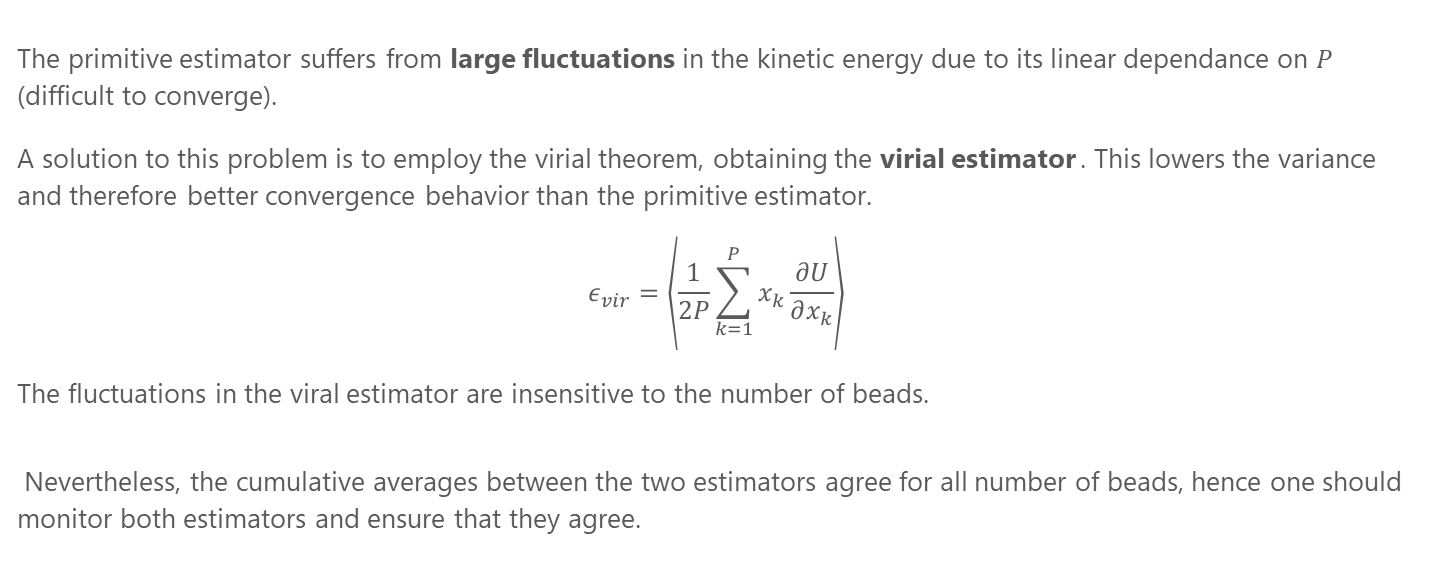 The primitive estimator suffers from large fluctuations in the kinetic energy due to its linear dependance on P
(difficult to converge).
A solution to this problem is to employ the virial theorem, obtaining the virial estimator. This lowers the variance
and therefore better convergence behavior than the primitive estimator.
ϵ_vir = ⟨ 1/2P ∑_{k=1}^{P} x_k ∂U/∂x_k ⟩
The fluctuations in the viral estimator are insensitive to the number of beads.
Nevertheless, the cumulative averages between the two estimators agree for all number of beads, hence one should
monitor both estimators and ensure that they agree.